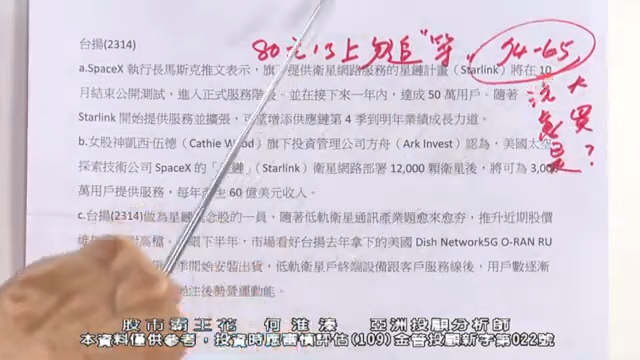 台揚(2314)
80元以上勿追"等 54-65
大買
a.SpaceX 執行長馬斯克推文表示，旗 提供衛星網路服務的星鏈計畫（Starlink）將在 10
月結束公開測試，進入正式服務階段。並在接下來一年內，達成 50 萬用戶。隨著
Starlink 開始提供服務並擴張，可望增添供應鏈第 4 季到明年業績成長力道。
b.女股神凱西·伍德（Cathie Wood）旗下投資管理公司方舟（Ark Invest）認為，美國太空
探索技術公司 SpaceX 的「 鏈」（Starlink）衛星網路部署 12,000 顆衛星後，將可為 3,00
萬用戶提供服務，每年 60 億美元收人。
c.台揚(2314)做為星鏈 念股的一員，隨著低軌衛星通訊產業題愈來愈夯，推升近期股價
高檔。 下半年，市場看好台揚去年拿下的美國 Dish Network5G O-RAN RU
季開始安裝出貨，低軌衛星戶終端設備跟客戶服務線後，用戶數逐漸
後勢營運動能。
股市霸王花 何淮溱 亞洲投顧分析師
本資料僅供參考，投資時應審慎評估(109)金管投顧新字第022號